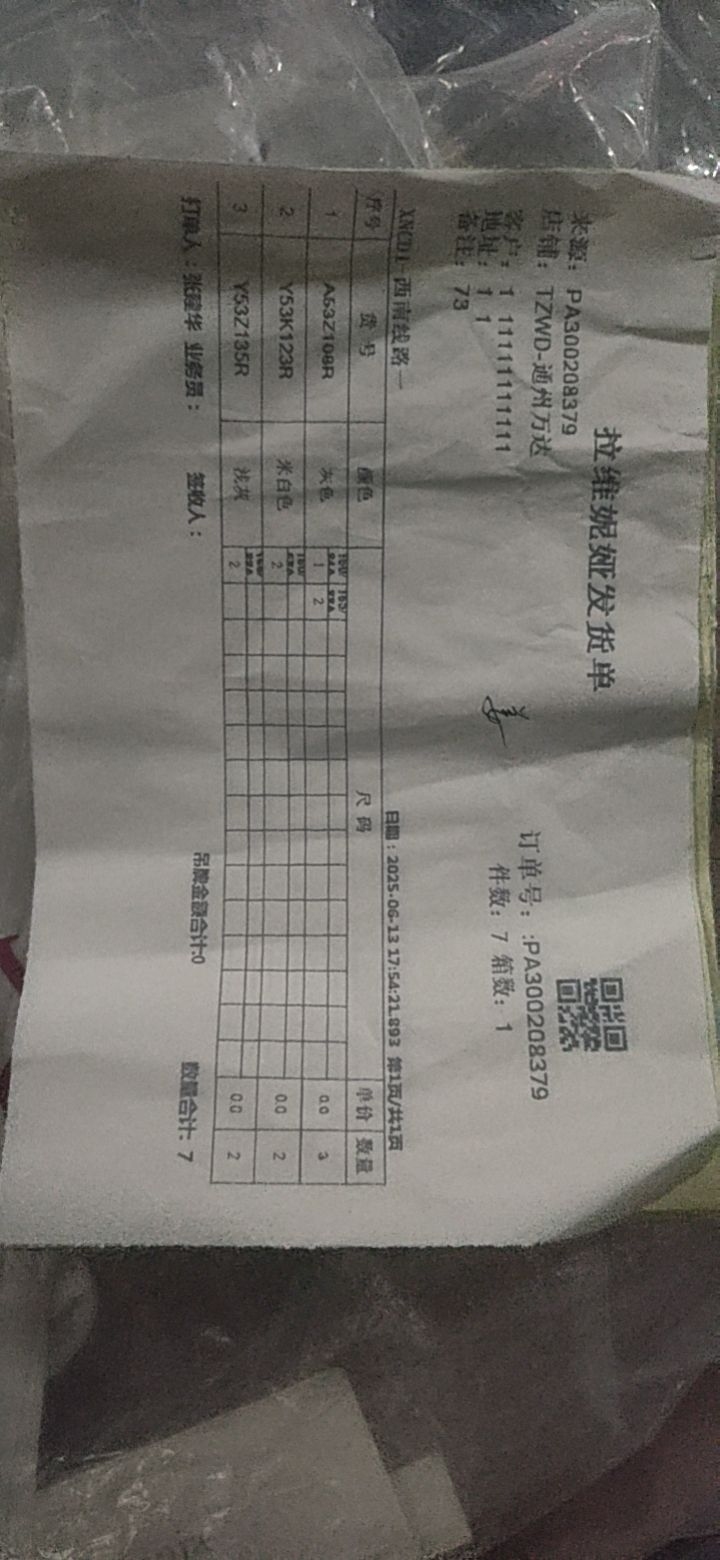 拉维妮娅发货单
来源: PA300208379
订单号: :PA300208379
店铺: TZWD-通州万达
件数: 7 箱数: 1
客户: 1 11111111111
地址: 1 1
备注: 73
XNCD1-西南线路一
日期: 2025-06-13 17:54:21.893 第1页/共1页
序号 货号 颜色 尺码 单价 数量
160/ 165/
84A 88A
1 A53Z108R 灰色 1 2 0.0 3
2 Y53K123R 米白色 2 0.0 2
3 Y53Z135R 浅灰 2 0.0 2
打单人: 张建华 业务员: 签收人: 吊牌金额合计:0 数量合计: 7